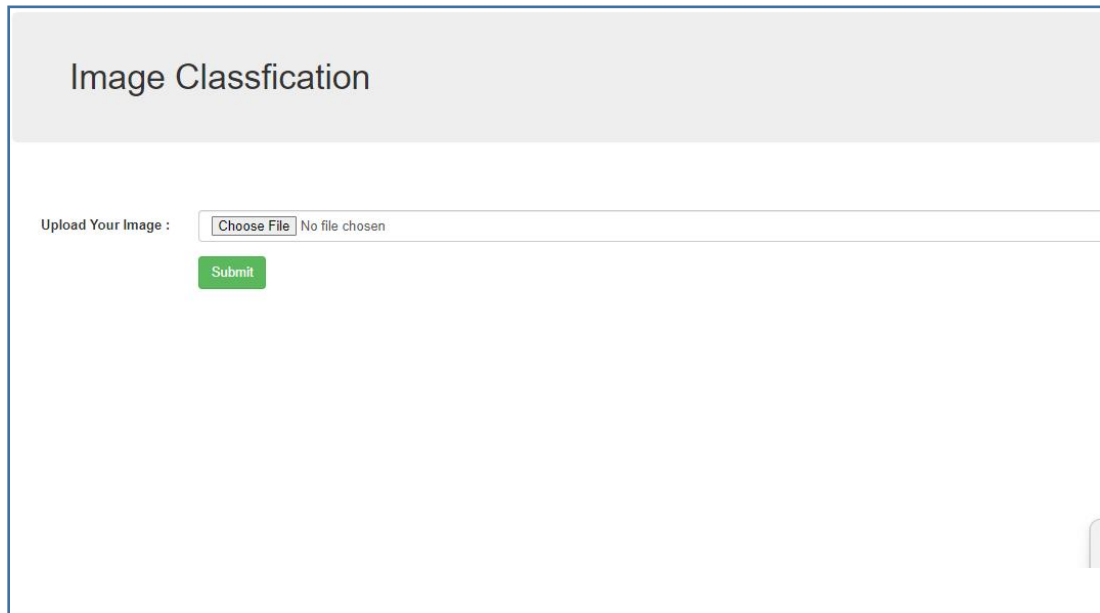 Image Classfication
Upload Your Image :
Choose File No file chosen
Submit